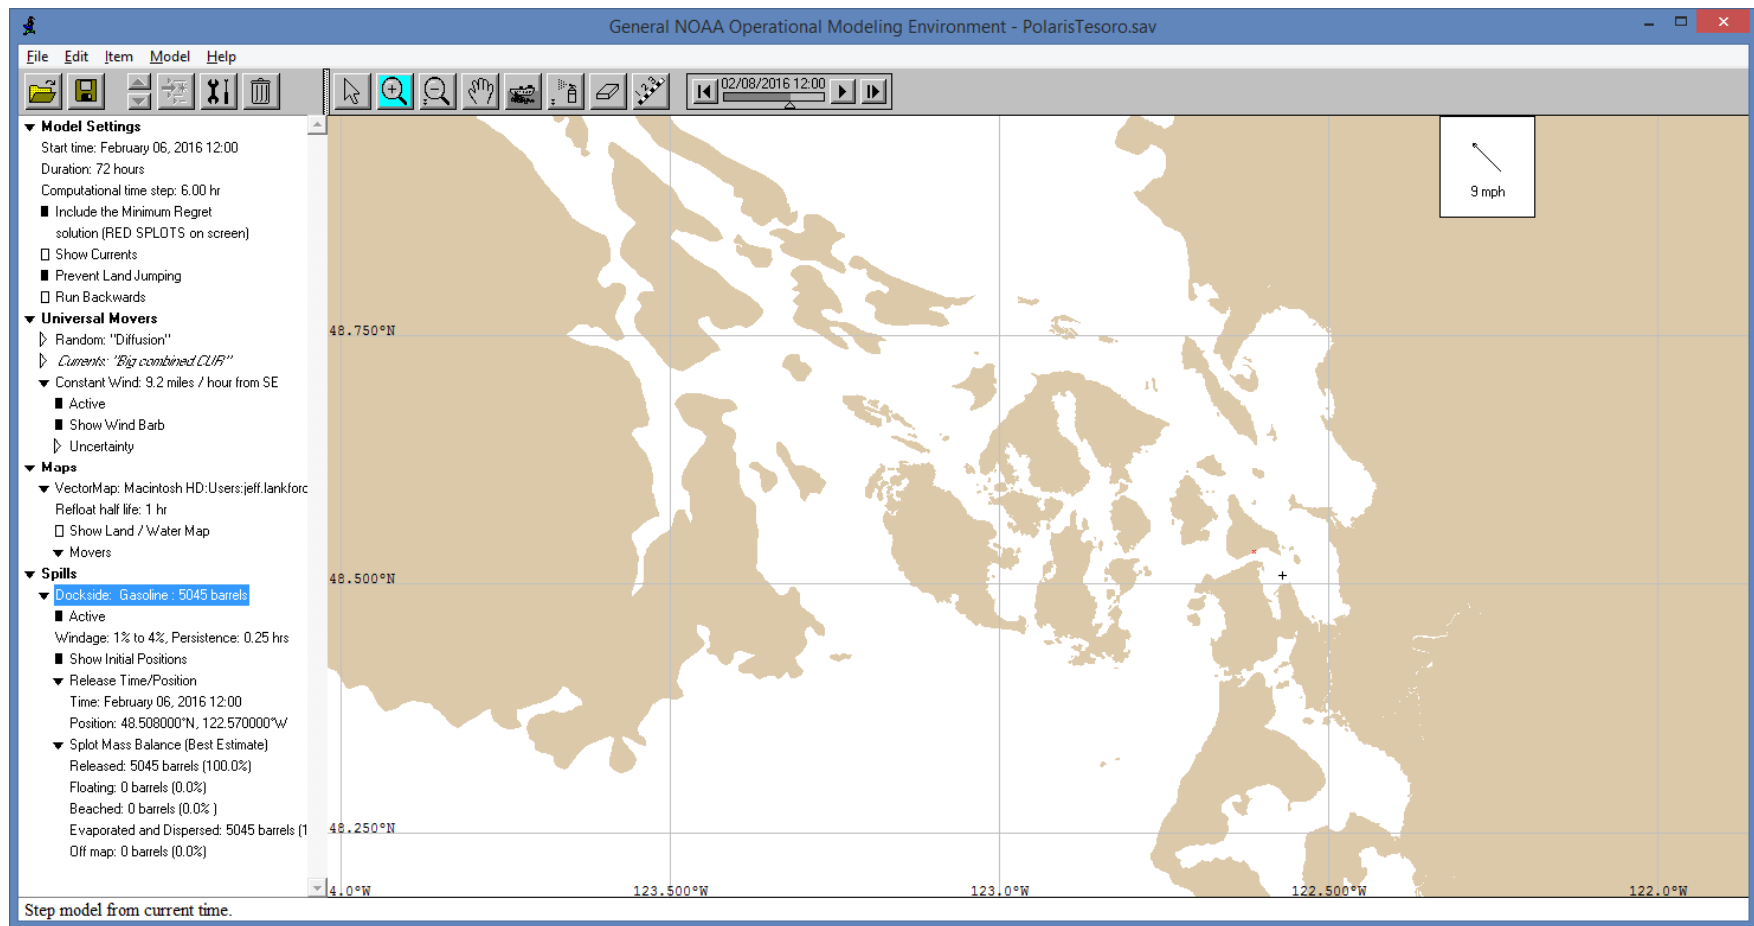 General NOAA Operational Modeling Environment - PolarisTesoro.sav
File Edit Item Model Help
02/08/2016 12:00
Model Settings
Start time: February 06, 2016 12:00
Duration: 72 hours
Computational time step: 6.00 hr
Include the Minimum Regret
solution (RED SPLOTS on screen)
Show Currents
Prevent Land Jumping
Run Backwards
Universal Movers
Random: "Diffusion"
Currents: "Big combined.CUR"
Constant Wind: 9.2 miles / hour from SE
Active
Show Wind Barb
Uncertainty
Maps
VectorMap: Macintosh HD:Users:jeff.lankforc
Refloat half life: 1 hr
Show Land / Water Map
Movers
Spills
Dockside: Gasoline : 5045 barrels
Active
Windage: 1% to 4%, Persistence: 0.25 hrs
Show Initial Positions
Release Time/Position
Time: February 06, 2016 12:00
Position: 48.508000°N, 122.570000°W
Splot Mass Balance (Best Estimate)
Released: 5045 barrels (100.0%)
Floating: 0 barrels (0.0%)
Beached: 0 barrels (0.0% )
Evaporated and Dispersed: 5045 barrels (1
Off map: 0 barrels (0.0%)
9 mph
48.750°N
48.500°N
48.250°N
4.0°W 123.500°W 123.0°W 122.500°W 122.0°W
Step model from current time.